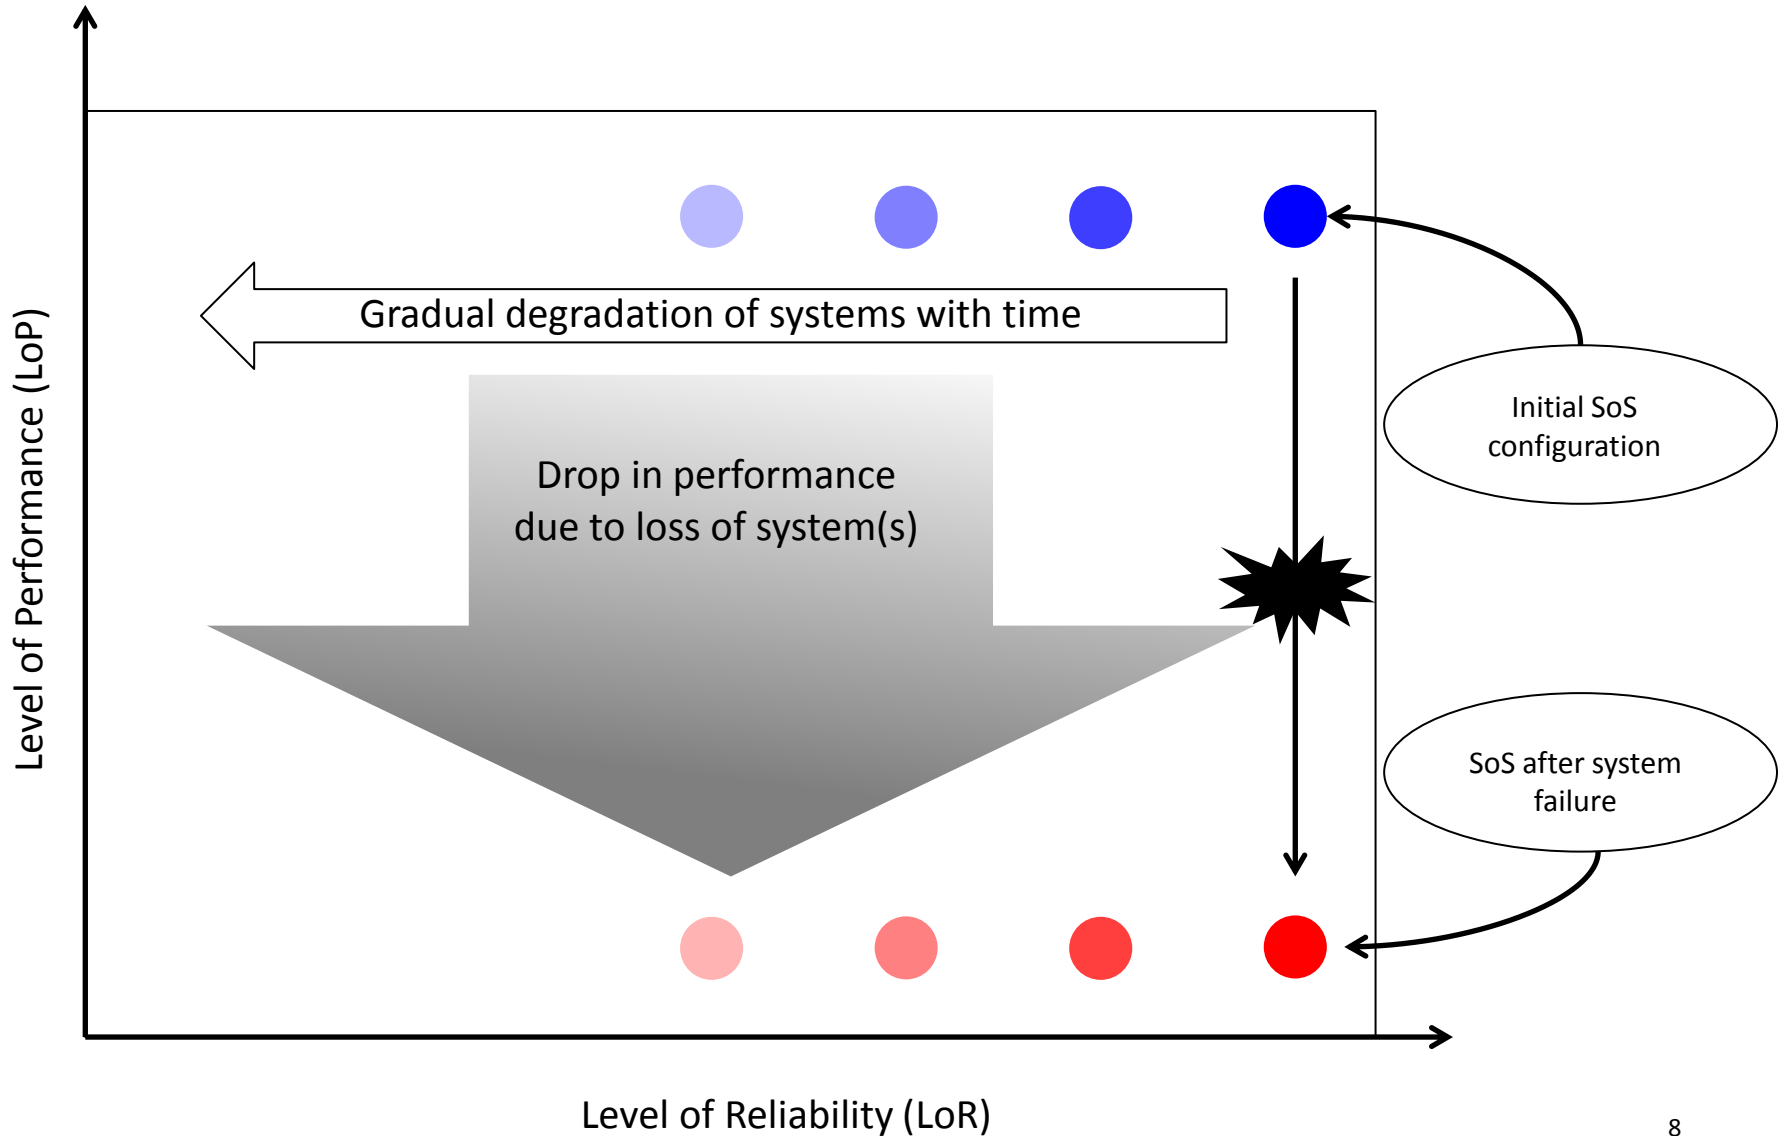 Level of Performance (LoP)
Gradual degradation of systems with time
Drop in performance
due to loss of system(s)
Initial SoS
configuration
SoS after system
failure
Level of Reliability (LoR)
8